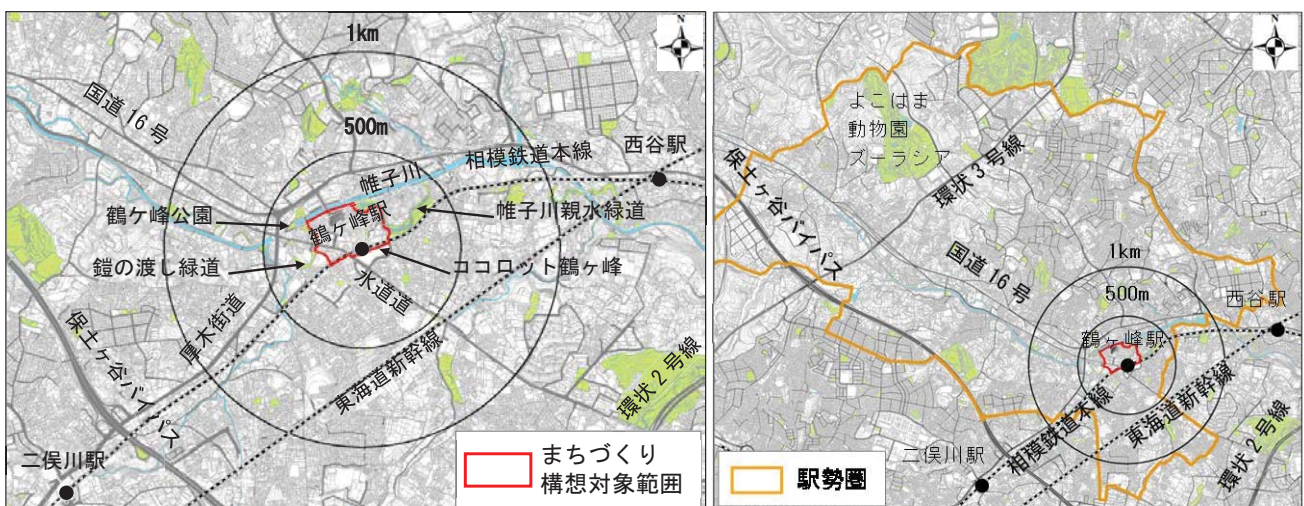 1km
500m
N
国道16号
相模鉄道本線
西谷駅
帷子川
鶴ヶ峰公園
鶴ヶ峰駅
帷子川親水緑道
鎧の渡し緑道
ココロット鶴ヶ峰
水道道
厚木街道
保土ヶ谷バイパス
東海道新幹線
環状2号線
二俣川駅
まちづくり
構想対象範囲
N
よこはま
動物園
ズーラシア
環状3号線
保土ヶ谷バイパス
国道16号
1km
500m
西谷駅
鶴ヶ峰駅
相模鉄道本線
東海道新幹線
環状2号線
二俣川駅
駅勢圏